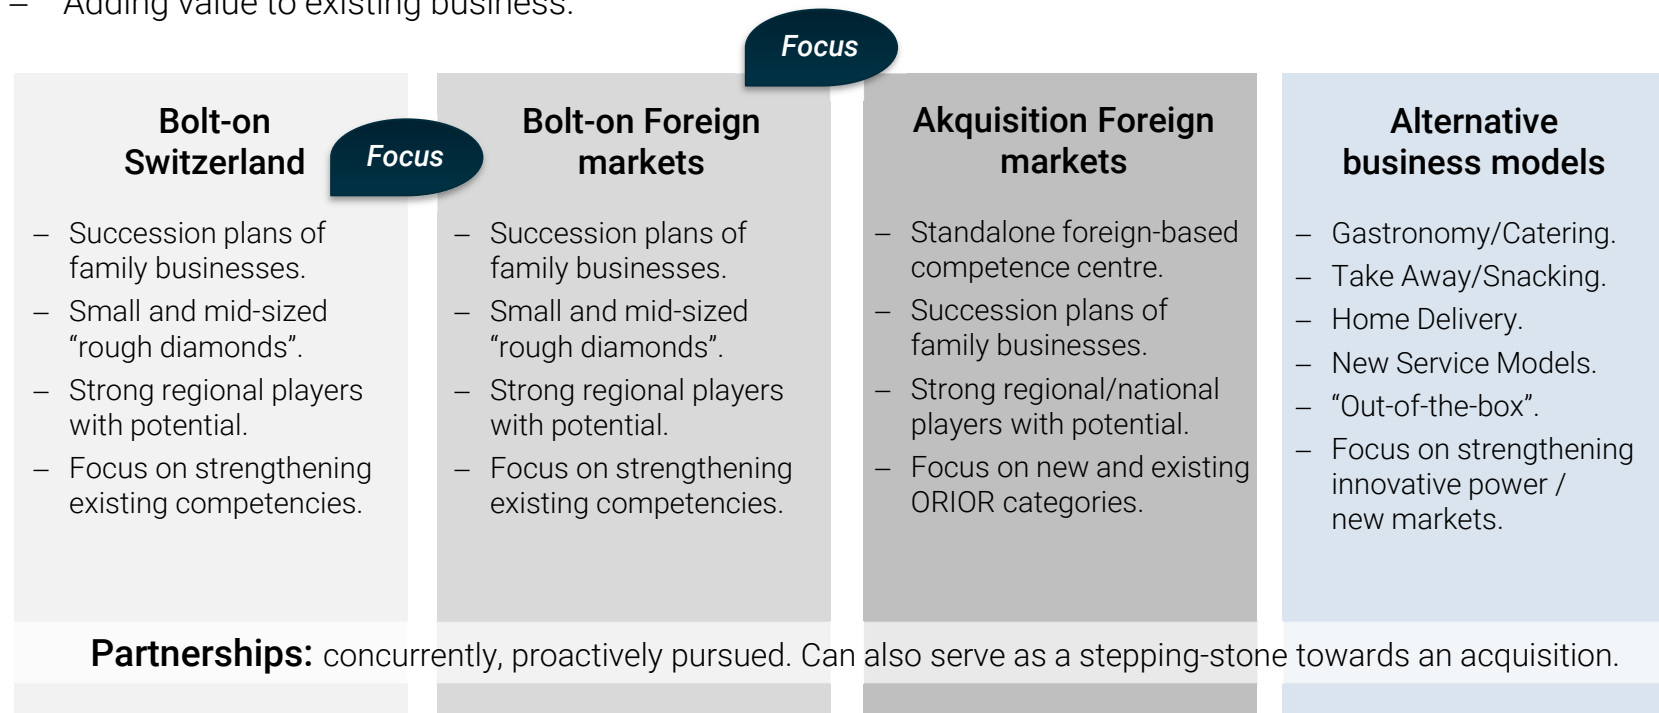 – Adding value to existing business.
Focus
Focus
Bolt-on
Switzerland
– Succession plans of
family businesses.
– Small and mid-sized
“rough diamonds”.
– Strong regional players
with potential.
– Focus on strengthening
existing competencies.
Bolt-on Foreign
markets
– Succession plans of
family businesses.
– Small and mid-sized
“rough diamonds”.
– Strong regional players
with potential.
– Focus on strengthening
existing competencies.
Akquisition Foreign
markets
– Standalone foreign-based
competence centre.
– Succession plans of
family businesses.
– Strong regional/national
players with potential.
– Focus on new and existing
ORIOR categories.
Alternative
business models
– Gastronomy/Catering.
– Take Away/Snacking.
– Home Delivery.
– New Service Models.
– “Out-of-the-box”.
– Focus on strengthening
innovative power /
new markets.
Partnerships: concurrently, proactively pursued. Can also serve as a stepping-stone towards an acquisition.